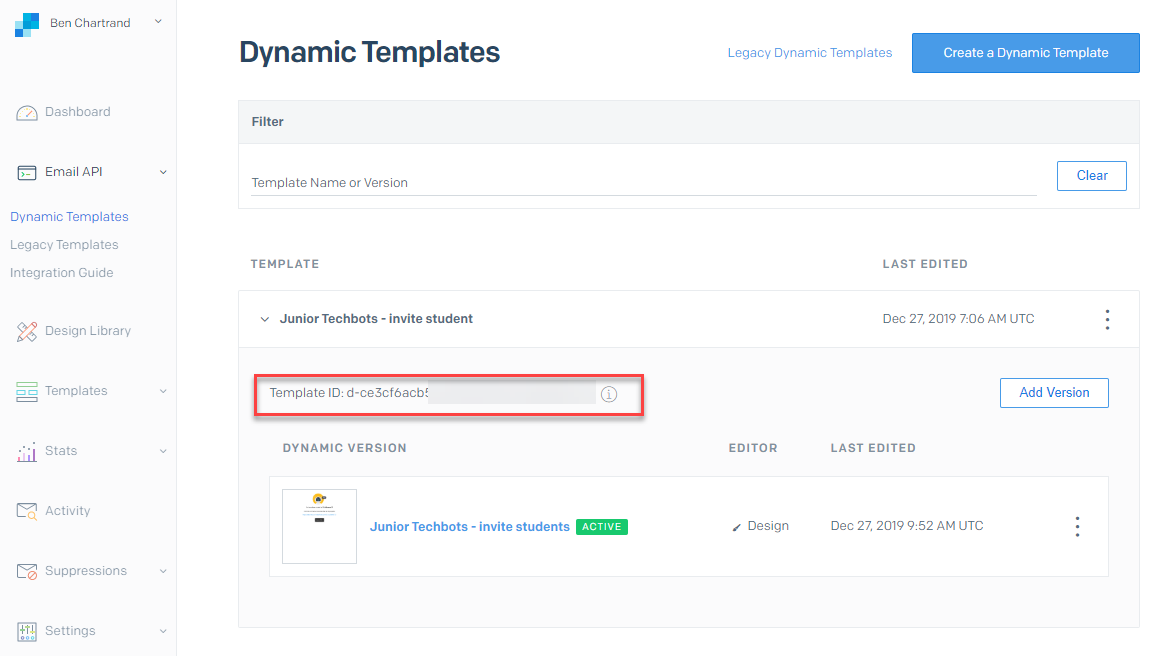 Ben Chartrand
Dashboard
Email API
Dynamic Templates
Legacy Templates
Integration Guide
Design Library
Templates
Stats
Activity
Suppressions
Settings
Dynamic Templates
Legacy Dynamic Templates
Create a Dynamic Template
Filter
Template Name or Version
Clear
TEMPLATE LAST EDITED
Junior Techbots - invite student Dec 27, 2019 7:06 AM UTC
Template ID: d-ce3cf6acb5
Add Version
DYNAMIC VERSION EDITOR LAST EDITED
Junior Techbots - invite students ACTIVE Design Dec 27, 2019 9:52 AM UTC